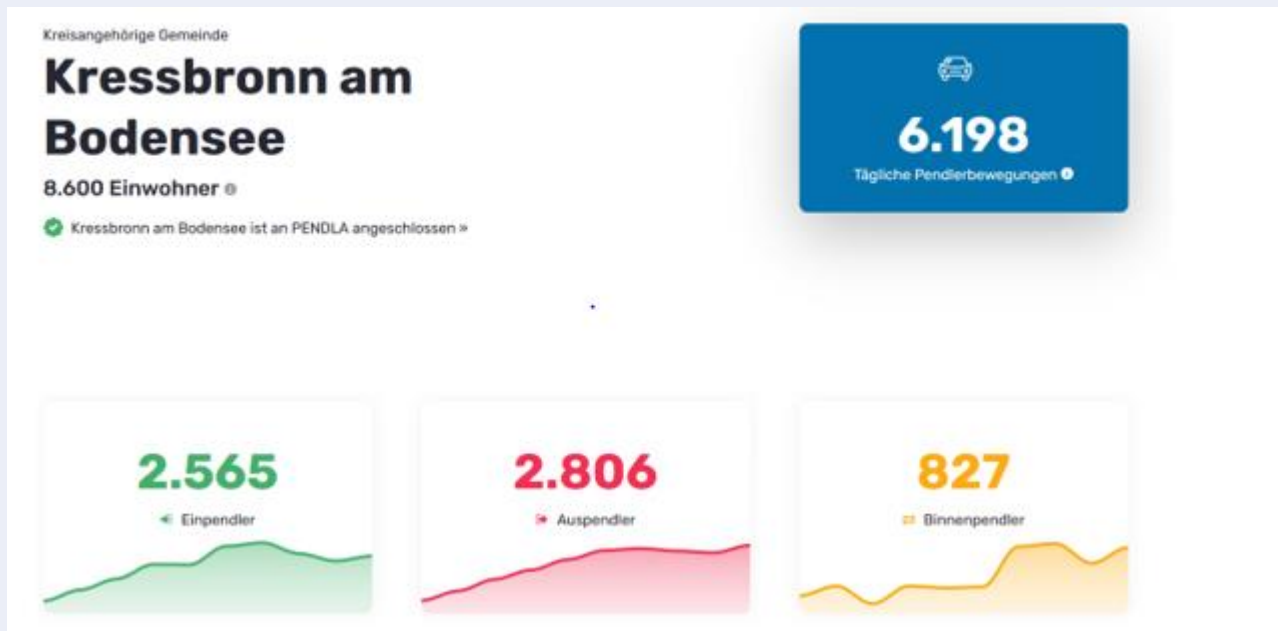 Kreisangehörige Gemeinde
Kressbronn am
Bodensee
8.600 Einwohner
Kressbronn am Bodensee ist an PENDLA angeschlossen »
6.198
Tägliche Pendlerbewegungen
2.565
Einpendler
2.806
Auspendler
827
Binnenpendler